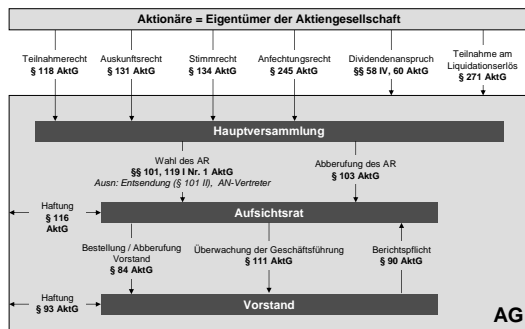 Aktionäre = Eigentümer der Aktiengesellschaft
Teilnahmerecht
§ 118 AktG
Auskunftsrecht
§ 131 AktG
Stimmrecht
§ 134 AktG
Anfechtungsrecht
§ 245 AktG
Dividendenanspruch
§§ 58 IV, 60 AktG
Teilnahme am
Liquidationserlös
§ 271 AktG
Hauptversammlung
Wahl des AR
§§ 101, 119 I Nr. 1 AktG
Ausn: Entsendung (§ 101 II), AN-Vertreter
Abberufung des AR
§ 103 AktG
Haftung
§ 116
AktG
Aufsichtsrat
Bestellung / Abberufung
Vorstand
§ 84 AktG
Überwachung der Geschäftsführung
§ 111 AktG
Berichtspflicht
§ 90 AktG
Haftung
§ 93 AktG
Vorstand
AG